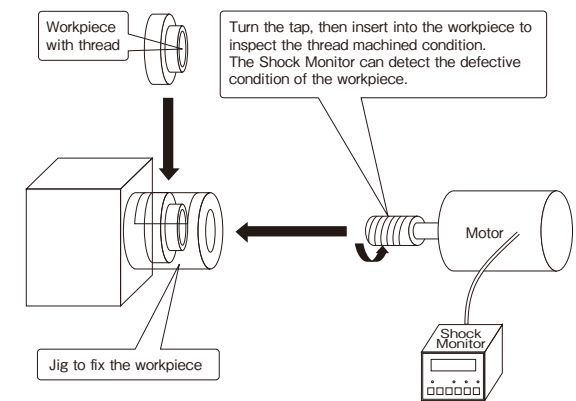 Workpiece
with thread
Turn the tap, then insert into the workpiece to
inspect the thread machined condition.
The Shock Monitor can detect the defective
condition of the workpiece.
Motor
Shock
Monitor
Jig to fix the workpiece